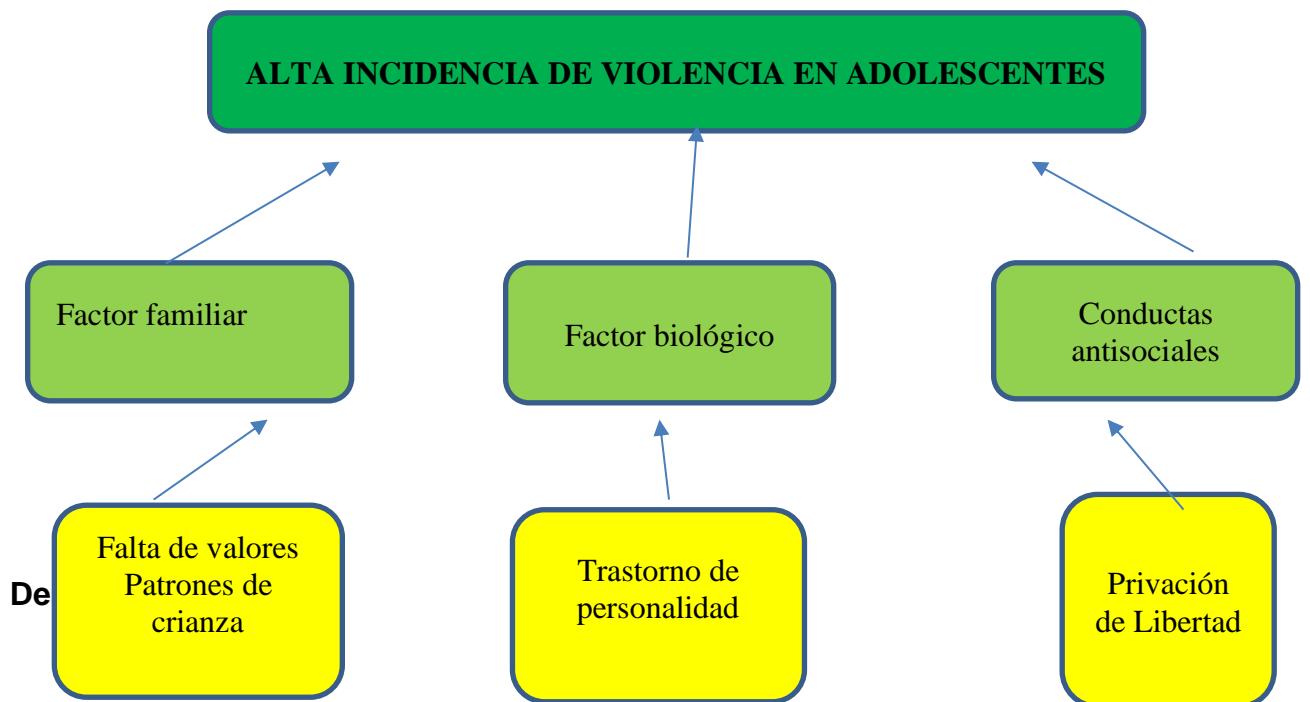 ALTA INCIDENCIA DE VIOLENCIA EN ADOLESCENTES
Factor familiar
Factor biológico
Conductas
antisociales
Falta de valores
Patrones de
crianza
De
Trastorno de
personalidad
Privación
de Libertad